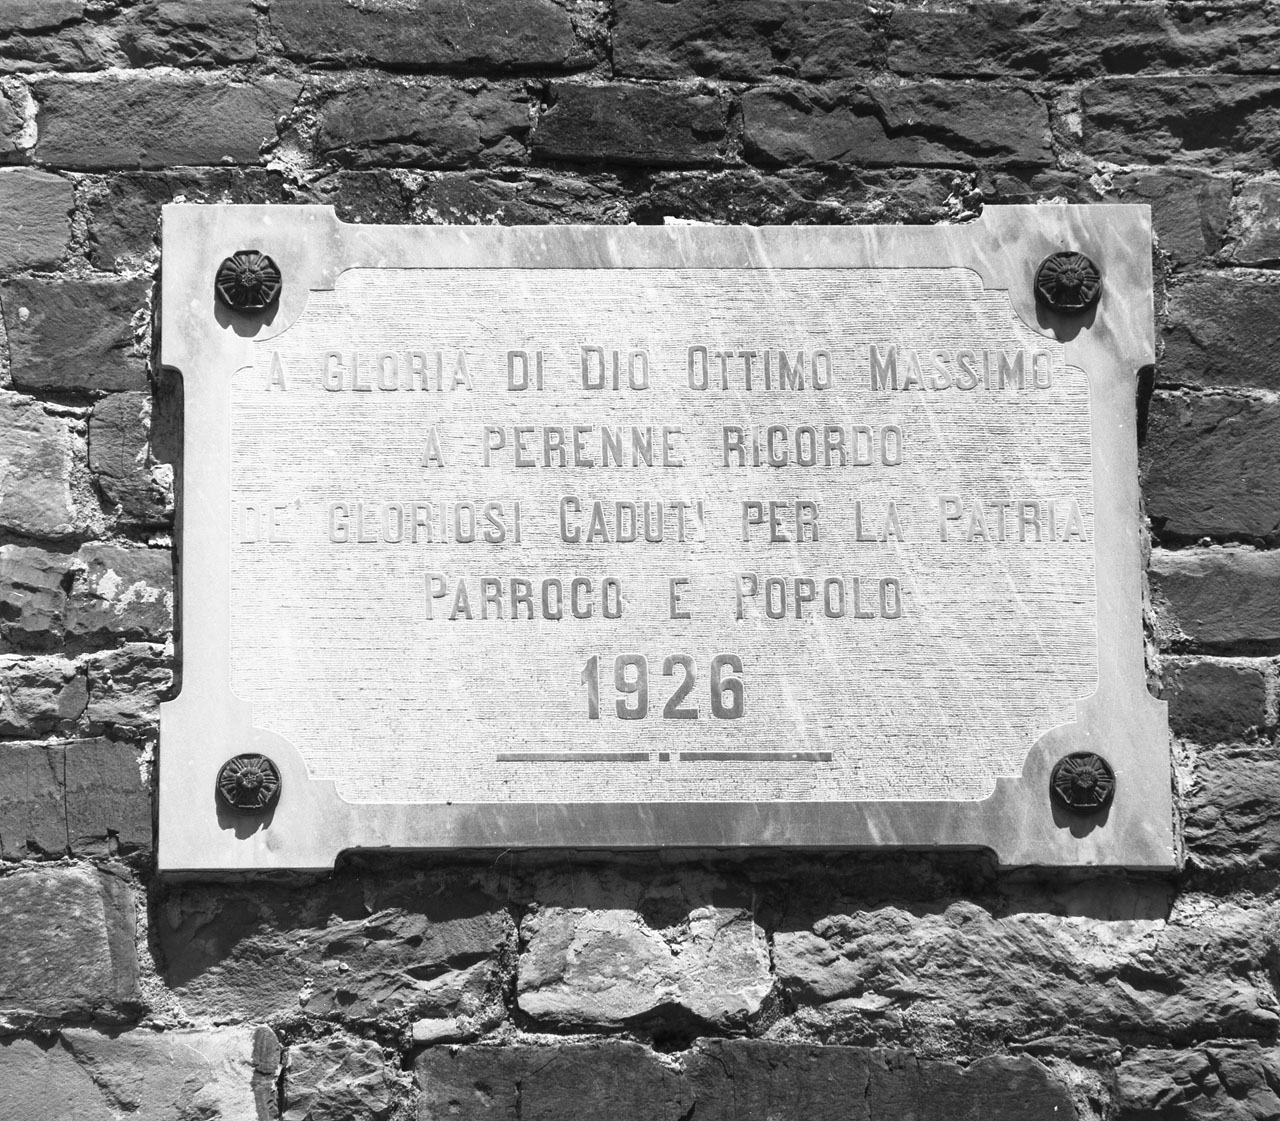 A GLORIA DI DIO OTTIMO MASSIMO
A PERENNE RICORDO
DE' GLORIOSI CADUTI PER LA PATRIA
PARROCO E POPOLO
1926